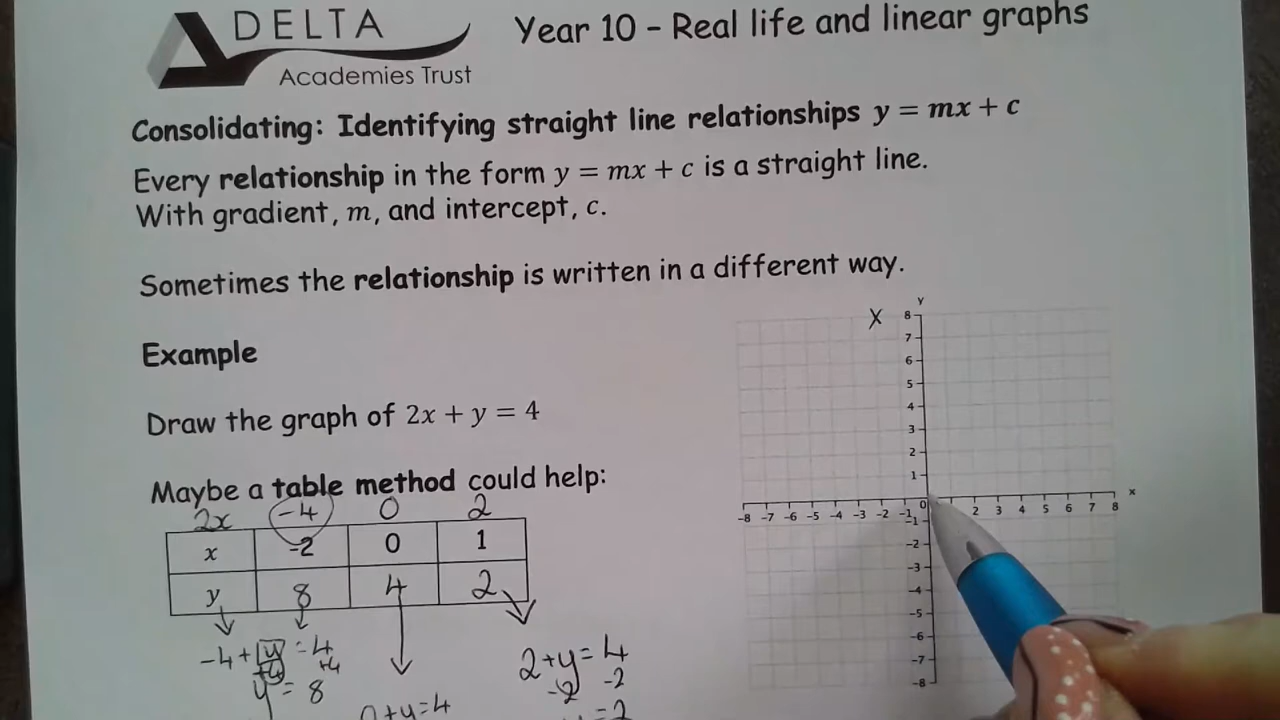 DELTA
Academies Trust
Year 10 – Real life and linear graphs
Consolidating: Identifying straight line relationships y = mx + c
Every relationship in the form y = mx + c is a straight line.
With gradient, m, and intercept, c.
Sometimes the relationship is written in a different way.
Example
Draw the graph of 2x + y = 4
Maybe a table method could help:
2x -4 0 2
x -2 0 1
y 8 4 2
-4 + y = 4
+4 +4
y = 8
0 + y = 4
2 + y = 4
-2 -2
= 2
y
X 8
7
6
5
4
3
2
1
-8 -7 -6 -5 -4 -3 -2 -1 0 2 3 4 5 6 7 8 x
-1
-2
-3
-4
-5
-6
-7
-8